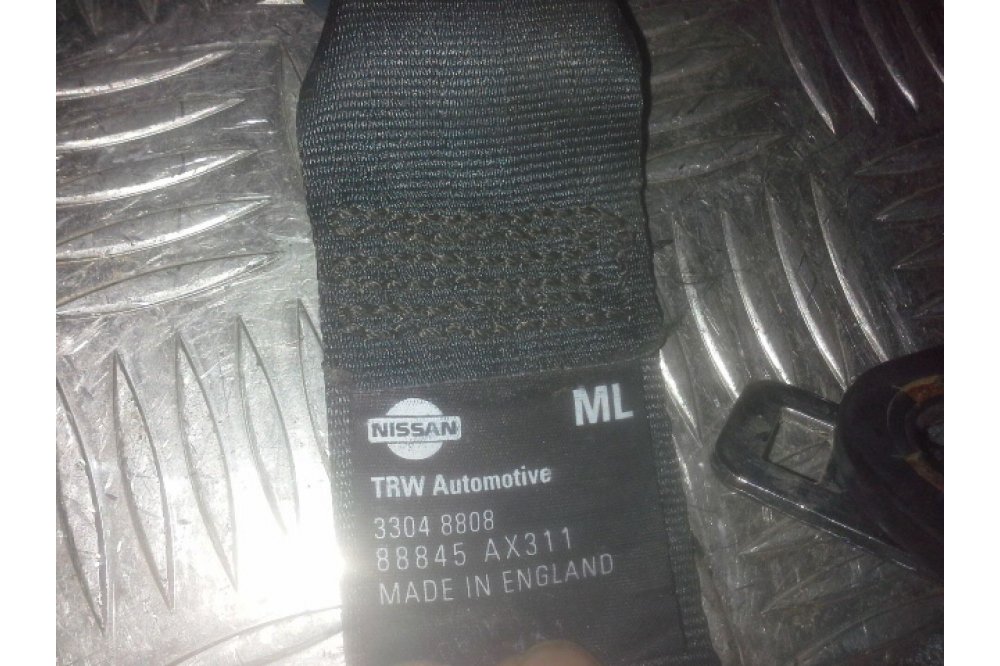 ML
NISSAN
TRW Automotive
3304 8808
88845 AX311
MADE IN ENGLAND